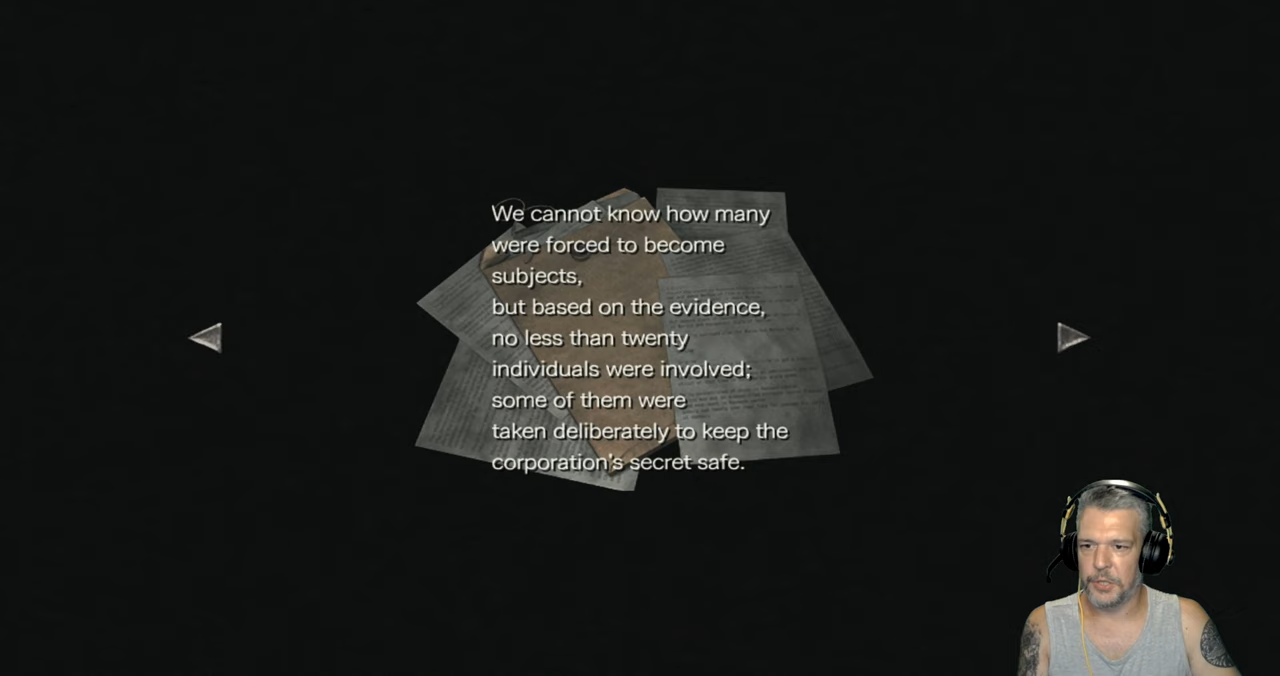 We cannot know how many
were forced to become
subjects,
but based on the evidence,
no less than twenty
individuals were involved;
some of them were
taken deliberately to keep the
corporation's secret safe.